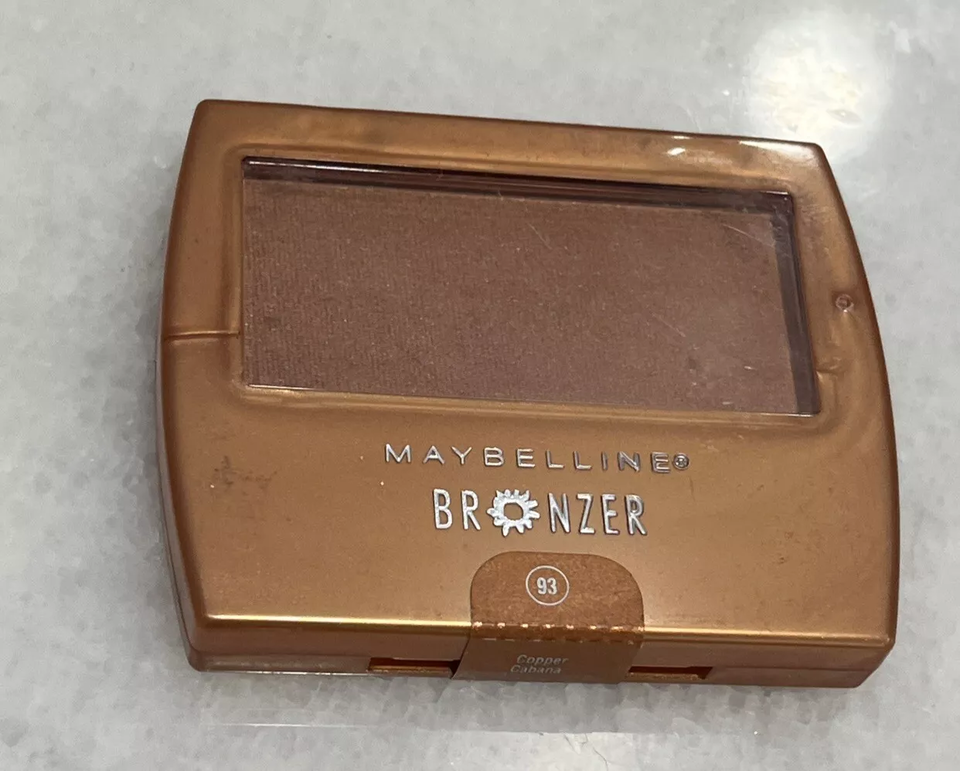 MAYBELLINE®
BRONZER
93
Copper
Cabana